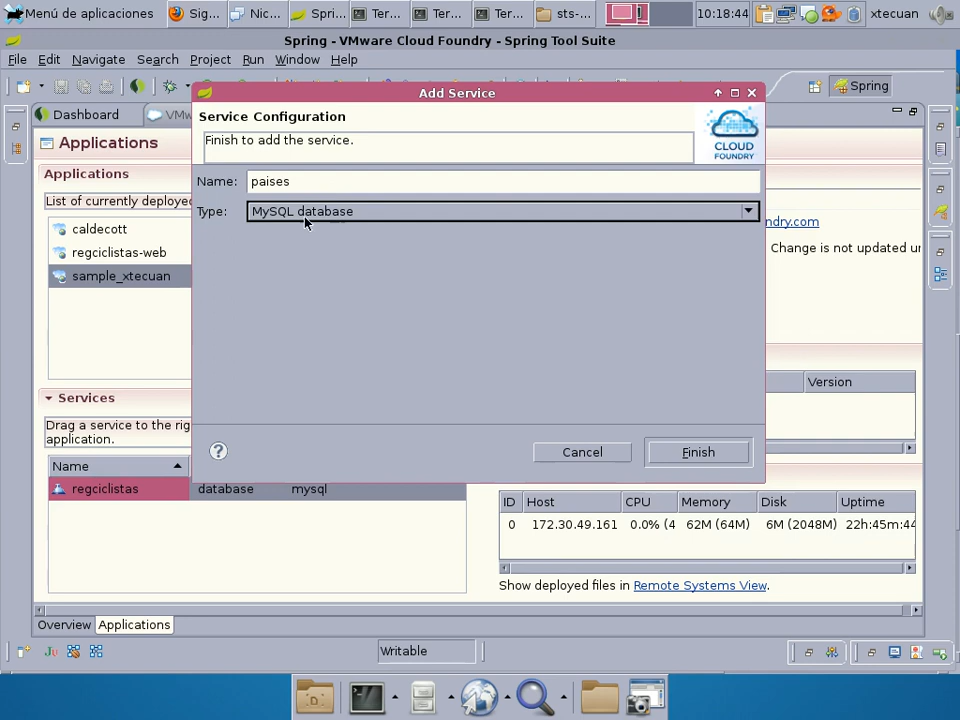 Menú de aplicaciones
Sig...
Nic...
Spri...
Ter...
Ter...
Ter...
sts-...
10:18:44
xtecuan
Spring - VMware Cloud Foundry - Spring Tool Suite
File Edit Navigate Search Project Run Window Help
Spring
Dashboard
VMw
Add Service
Service Configuration
Finish to add the service.
CLOUD
FOUNDRY
Name: paises
Type: MySQL database
Cancel
Finish
Applications
Applications
List of currently deploye
caldecott
regciclistas-web
sample_xtecuan
ndry.com
Change is not updated un
Services
Drag a service to the rig
application.
Name
regciclistas database mysql
Version
ID Host CPU Memory Disk Uptime
0 172.30.49.161 0.0% (4 62M (64M) 6M (2048M) 22h:45m:44
Show deployed files in Remote Systems View.
Overview Applications
Writable